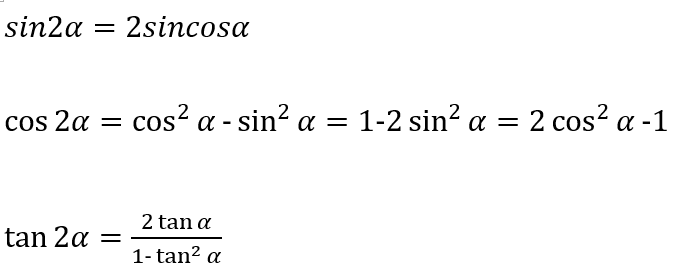 sin2α = 2sincosα
cos 2α = cos² α - sin² α = 1-2 sin² α = 2 cos² α -1
tan 2α = 2 tan α / 1- tan² α